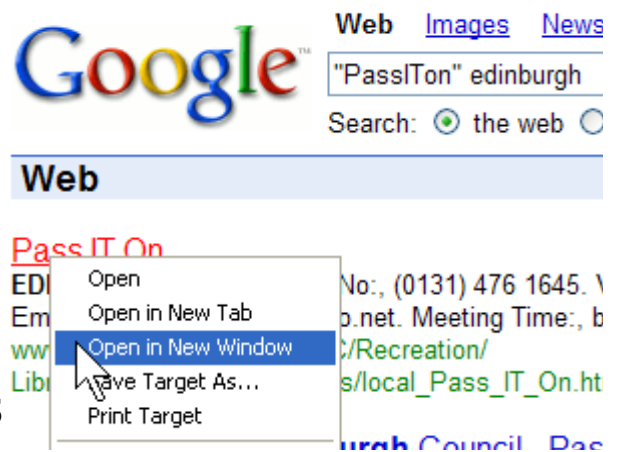 Google™
Web Images News
"PassITon" edinburgh
Search: the web
Web
Pass IT On
EDI No:, (0131) 476 1645. V
Em o.net. Meeting Time:, b
ww C/Recreation/
Libr s/local_Pass_IT_On.ht
Open
Open in New Tab
Open in New Window
Save Target As...
Print Target
burgh Council Pas